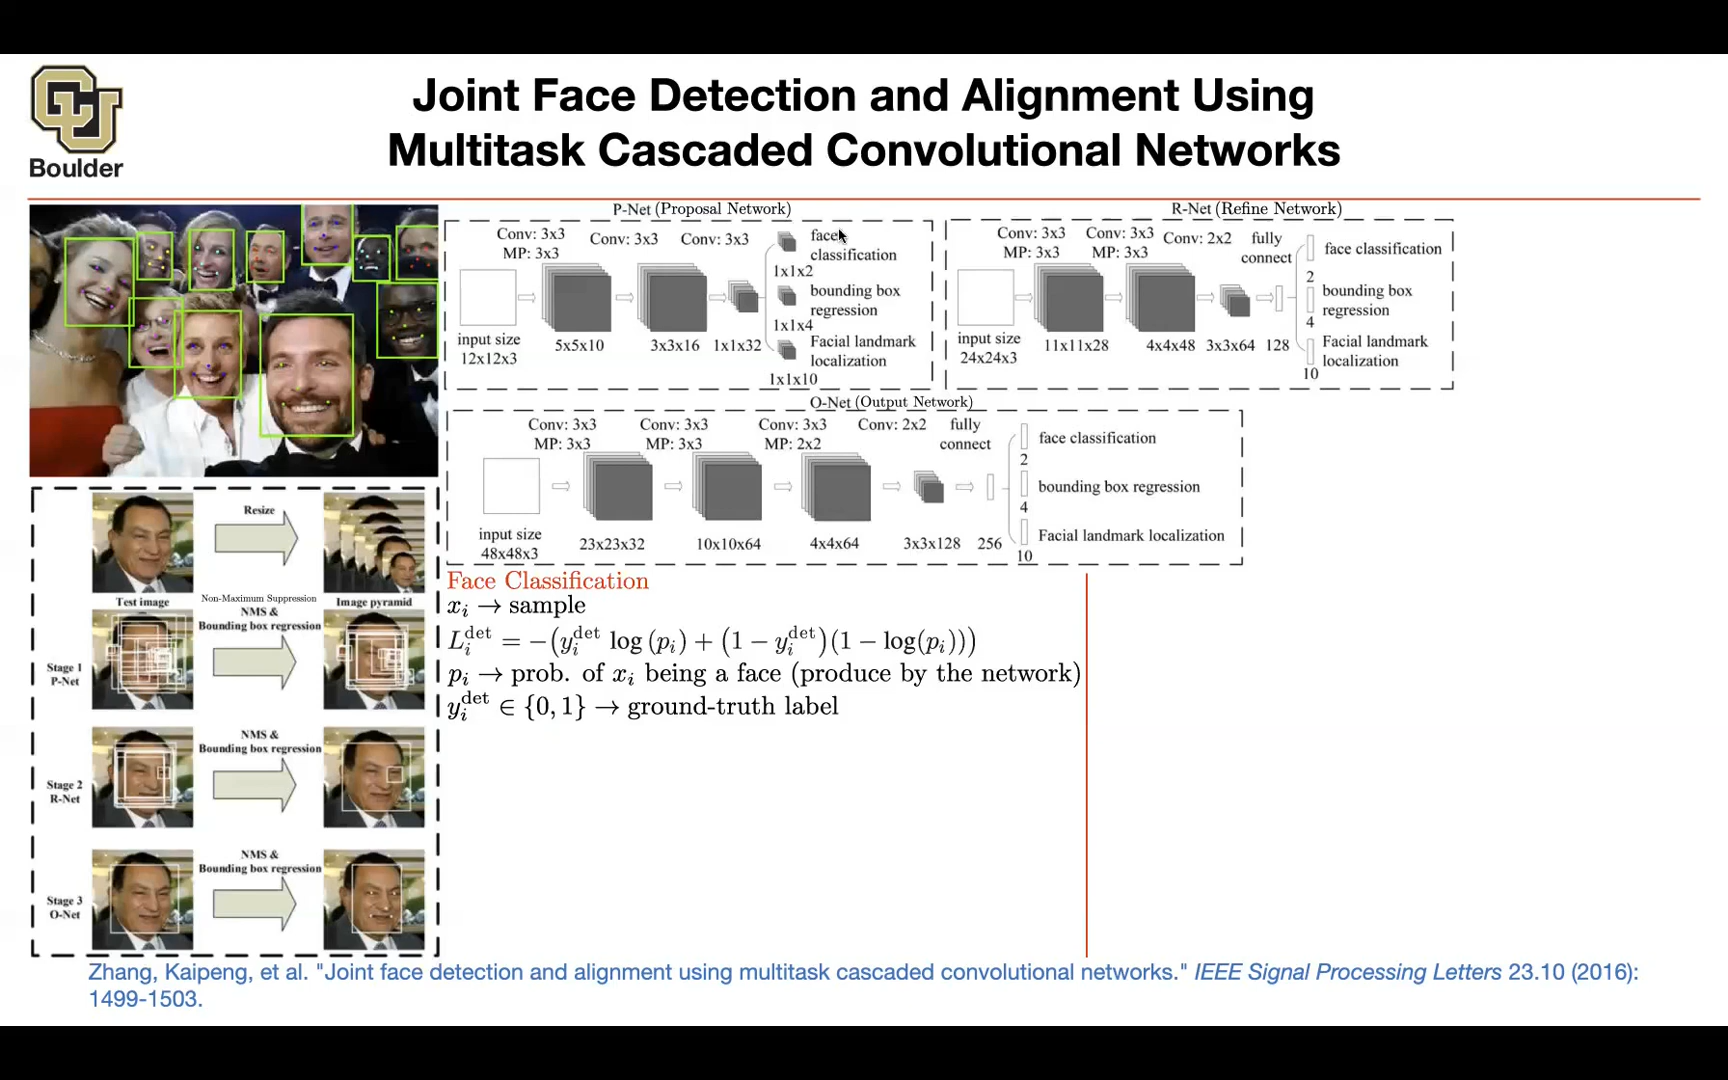 CU
Boulder
Joint Face Detection and Alignment Using
Multitask Cascaded Convolutional Networks
P-Net (Proposal Network)
Conv: 3x3
MP: 3x3
Conv: 3x3
Conv: 3x3
face
classification
1x1x2
bounding box
regression
1x1x4
Facial landmark
localization
1x1x10
input size
12x12x3
5x5x10
3x3x16
1x1x32
R-Net (Refine Network)
Conv: 3x3
MP: 3x3
Conv: 3x3
MP: 3x3
Conv: 2x2
fully
connect
face classification
2
bounding box
regression
4
Facial landmark
localization
10
input size
24x24x3
11x11x28
4x4x48
3x3x64
128
O-Net (Output Network)
Conv: 3x3
MP: 3x3
Conv: 3x3
MP: 3x3
Conv: 3x3
MP: 2x2
Conv: 2x2
fully
connect
face classification
2
bounding box regression
4
Facial landmark localization
10
input size
48x48x3
23x23x32
10x10x64
4x4x64
3x3x128
256
Resize
Test image
Image pyramid
Non-Maximum Suppression
NMS &
Bounding box regression
Stage 1
P-Net
NMS &
Bounding box regression
Stage 2
R-Net
NMS &
Bounding box regression
Stage 3
O-Net
Face Classification
x_i → sample
L_i^det = −(y_i^det log (p_i) + (1 − y_i^det)(1 − log(p_i)))
p_i → prob. of x_i being a face (produce by the network)
y_i^det ∈ {0, 1} → ground-truth label
Zhang, Kaipeng, et al. "Joint face detection and alignment using multitask cascaded convolutional networks." IEEE Signal Processing Letters 23.10 (2016):
1499-1503.